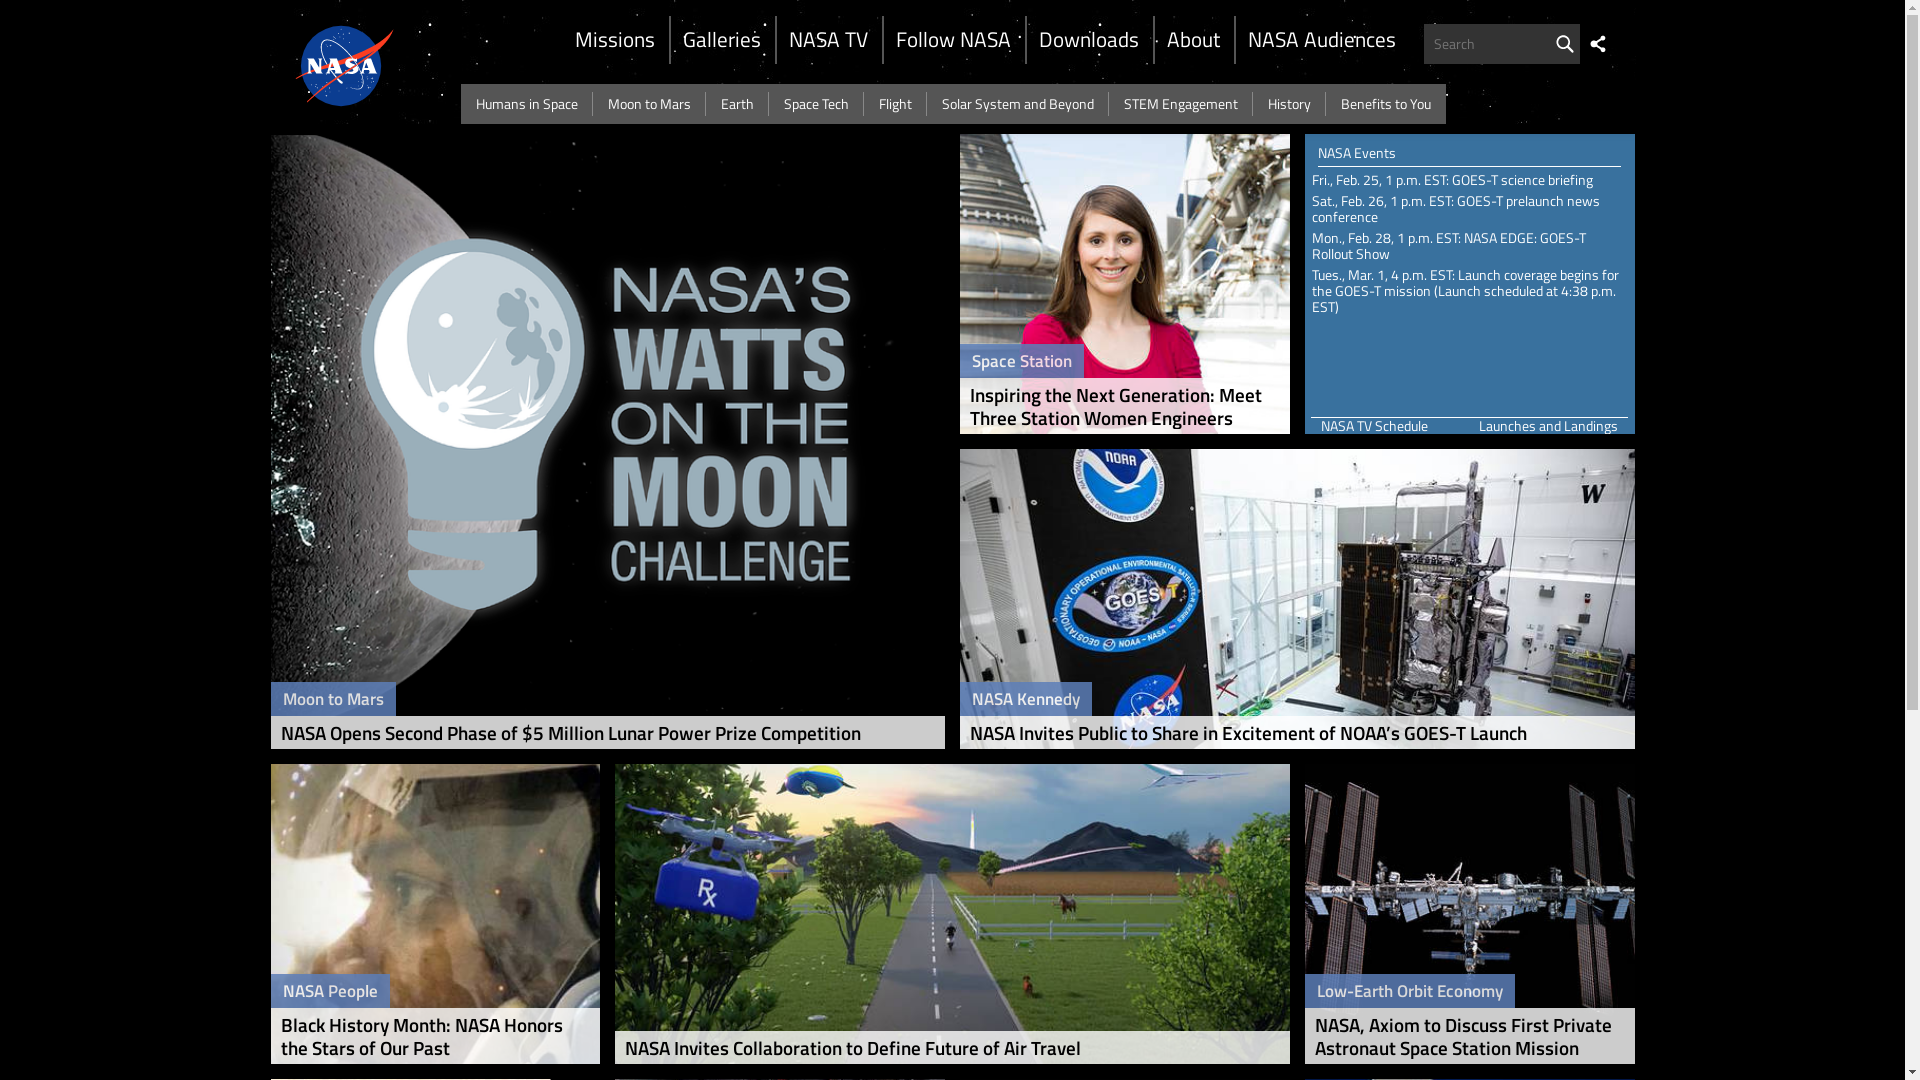 NASA
Missions
Galleries
NASA TV
Follow NASA
Downloads
About
NASA Audiences
Search
Humans in Space
Moon to Mars
Earth
Space Tech
Flight
Solar System and Beyond
STEM Engagement
History
Benefits to You
NASA'S
WATTS
ON THE
MOON
CHALLENGE
Moon to Mars
NASA Opens Second Phase of $5 Million Lunar Power Prize Competition
Space Station
Inspiring the Next Generation: Meet
Three Station Women Engineers
NASA Events
Fri., Feb. 25, 1 p.m. EST: GOES-T science briefing
Sat., Feb. 26, 1 p.m. EST: GOES-T prelaunch news
conference
Mon., Feb. 28, 1 p.m. EST: NASA EDGE: GOES-T
Rollout Show
Tues., Mar. 1, 4 p.m. EST: Launch coverage begins for
the GOES-T mission (Launch scheduled at 4:38 p.m.
EST)
NASA TV Schedule
Launches and Landings
NOAA
U.S. DEPARTMENT OF COMMERCE
GEOSTATIONARY OPERATIONAL ENVIRONMENTAL SATELLITE-R SERIES
GOES T
NOAA - NASA
NASA
W
NASA Kennedy
NASA Invites Public to Share in Excitement of NOAA’s GOES-T Launch
NASA People
Black History Month: NASA Honors
the Stars of Our Past
Rx
NASA Invites Collaboration to Define Future of Air Travel
Low-Earth Orbit Economy
NASA, Axiom to Discuss First Private
Astronaut Space Station Mission